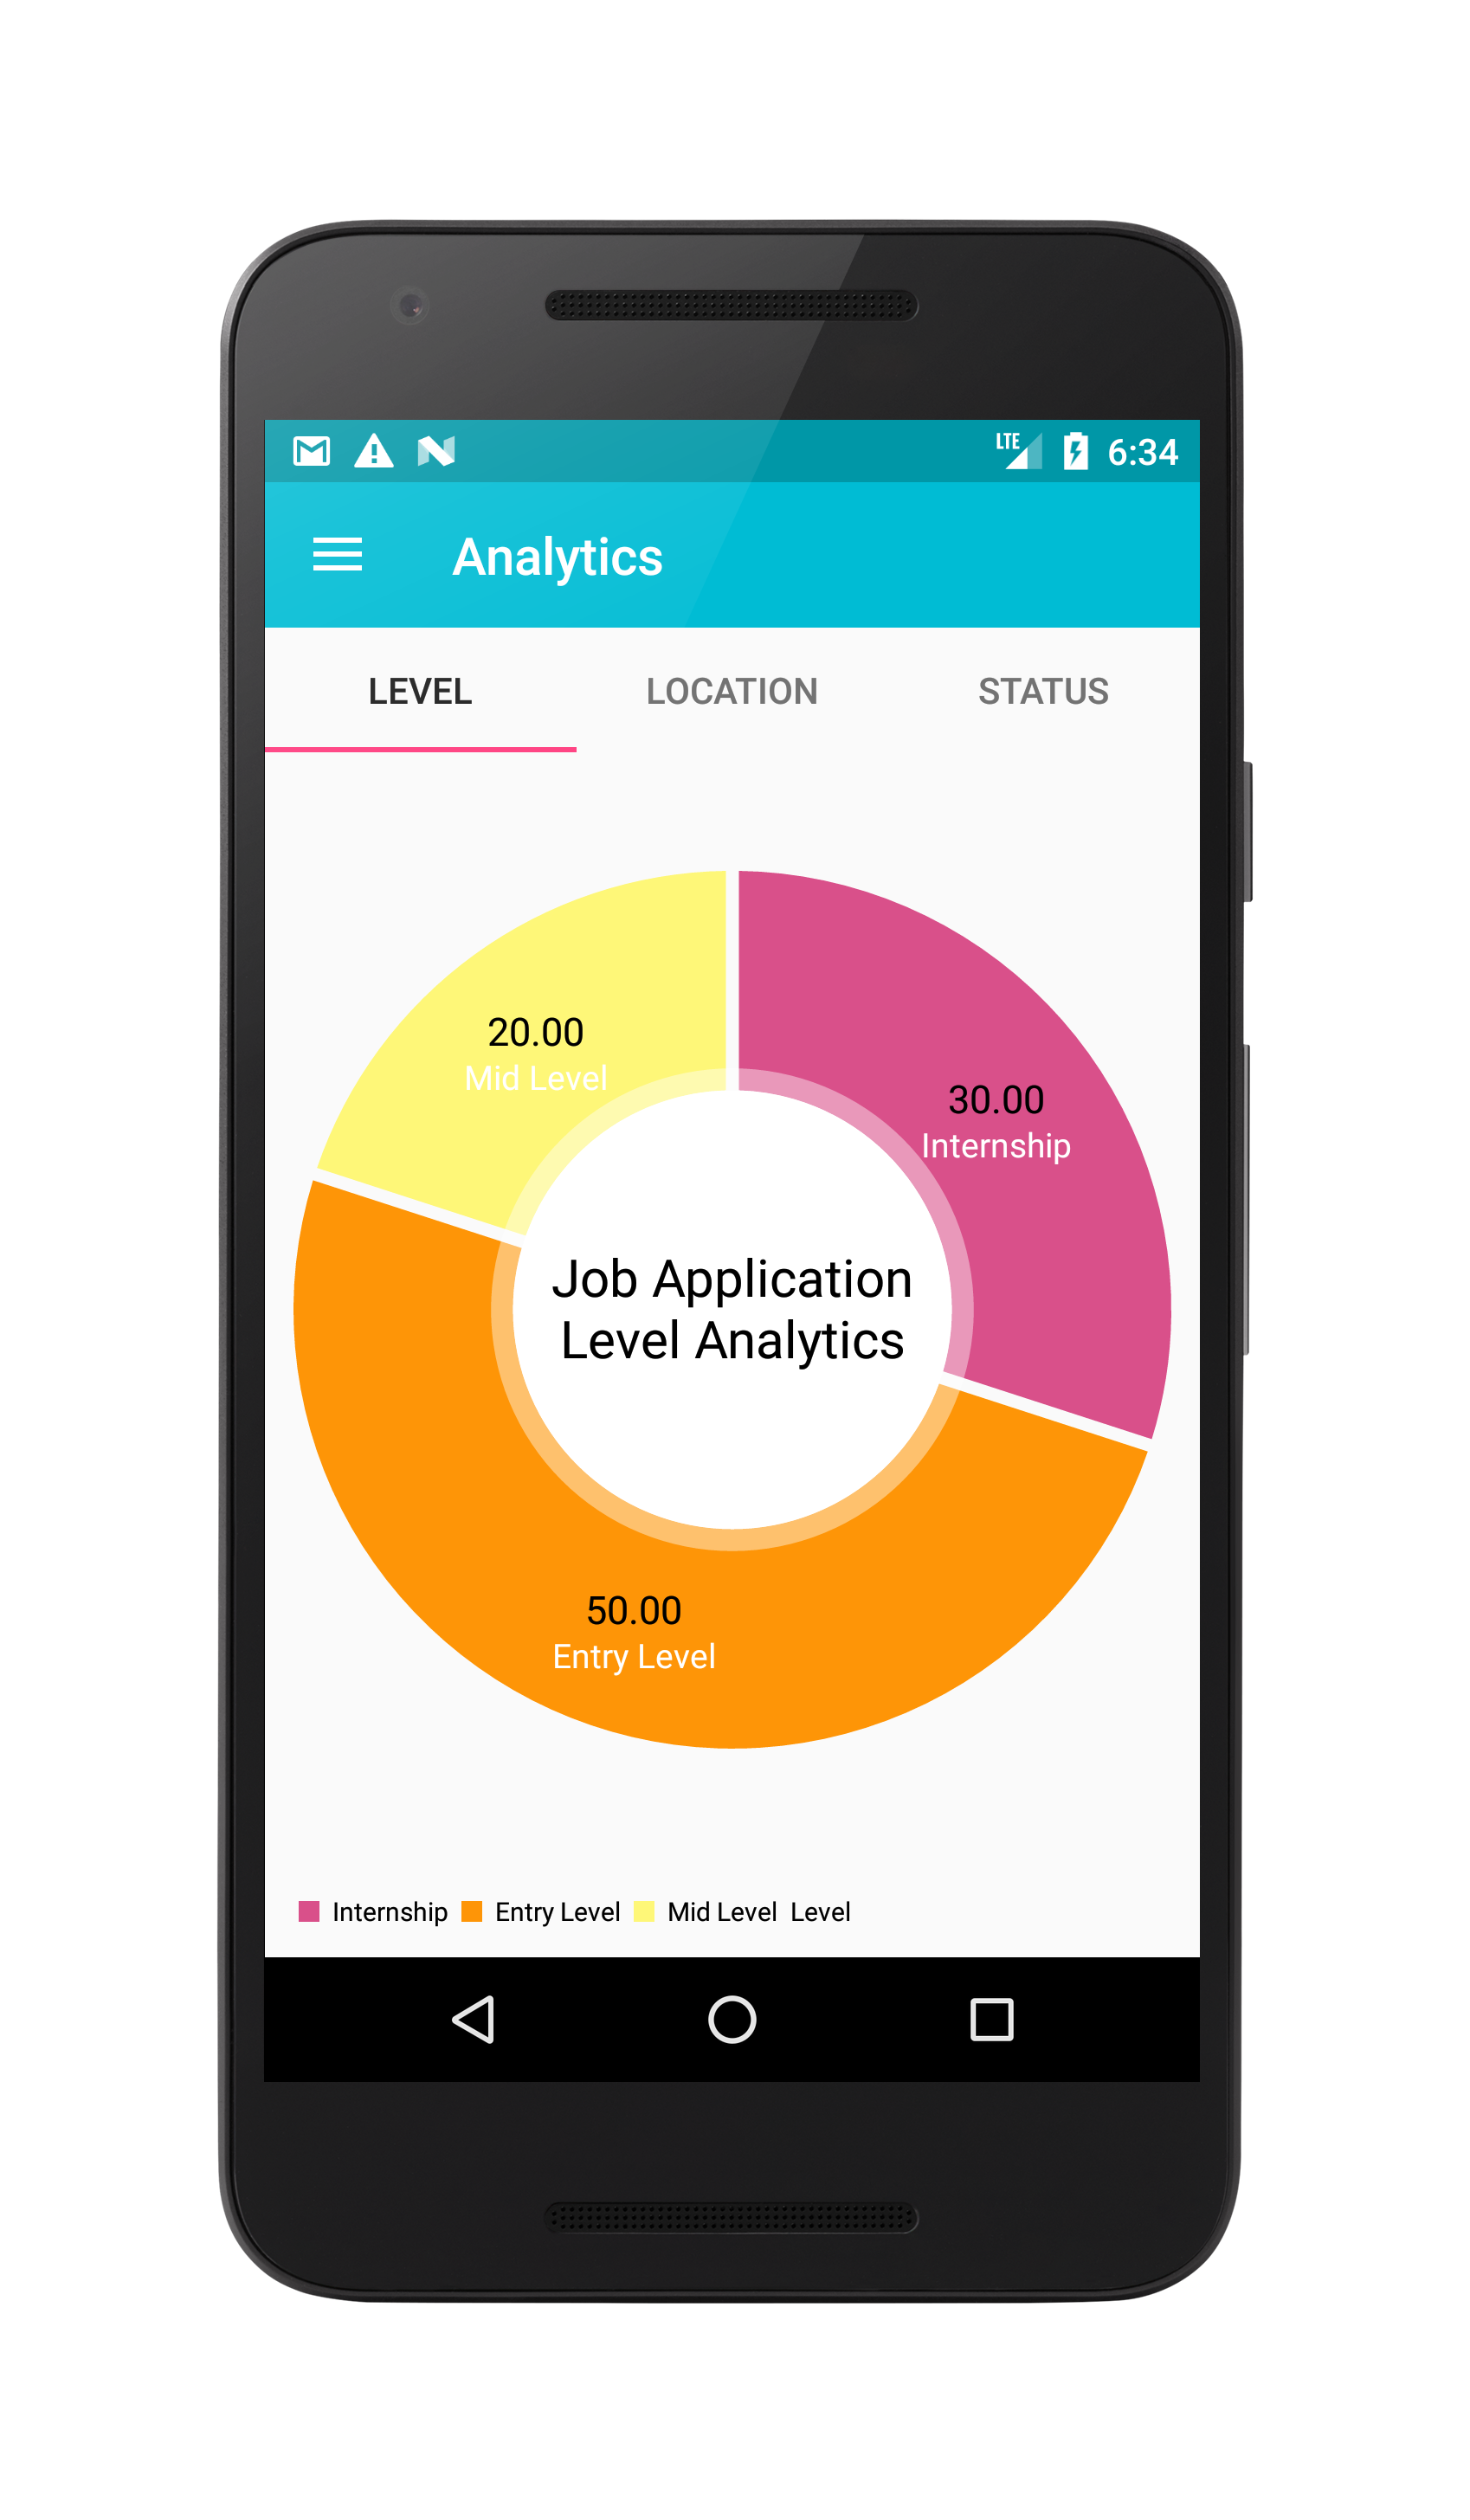 LTE 6:34
Analytics
LEVEL LOCATION STATUS
20.00
Mid Level
30.00
Internship
Job Application
Level Analytics
50.00
Entry Level
Internship Entry Level Mid Level Level